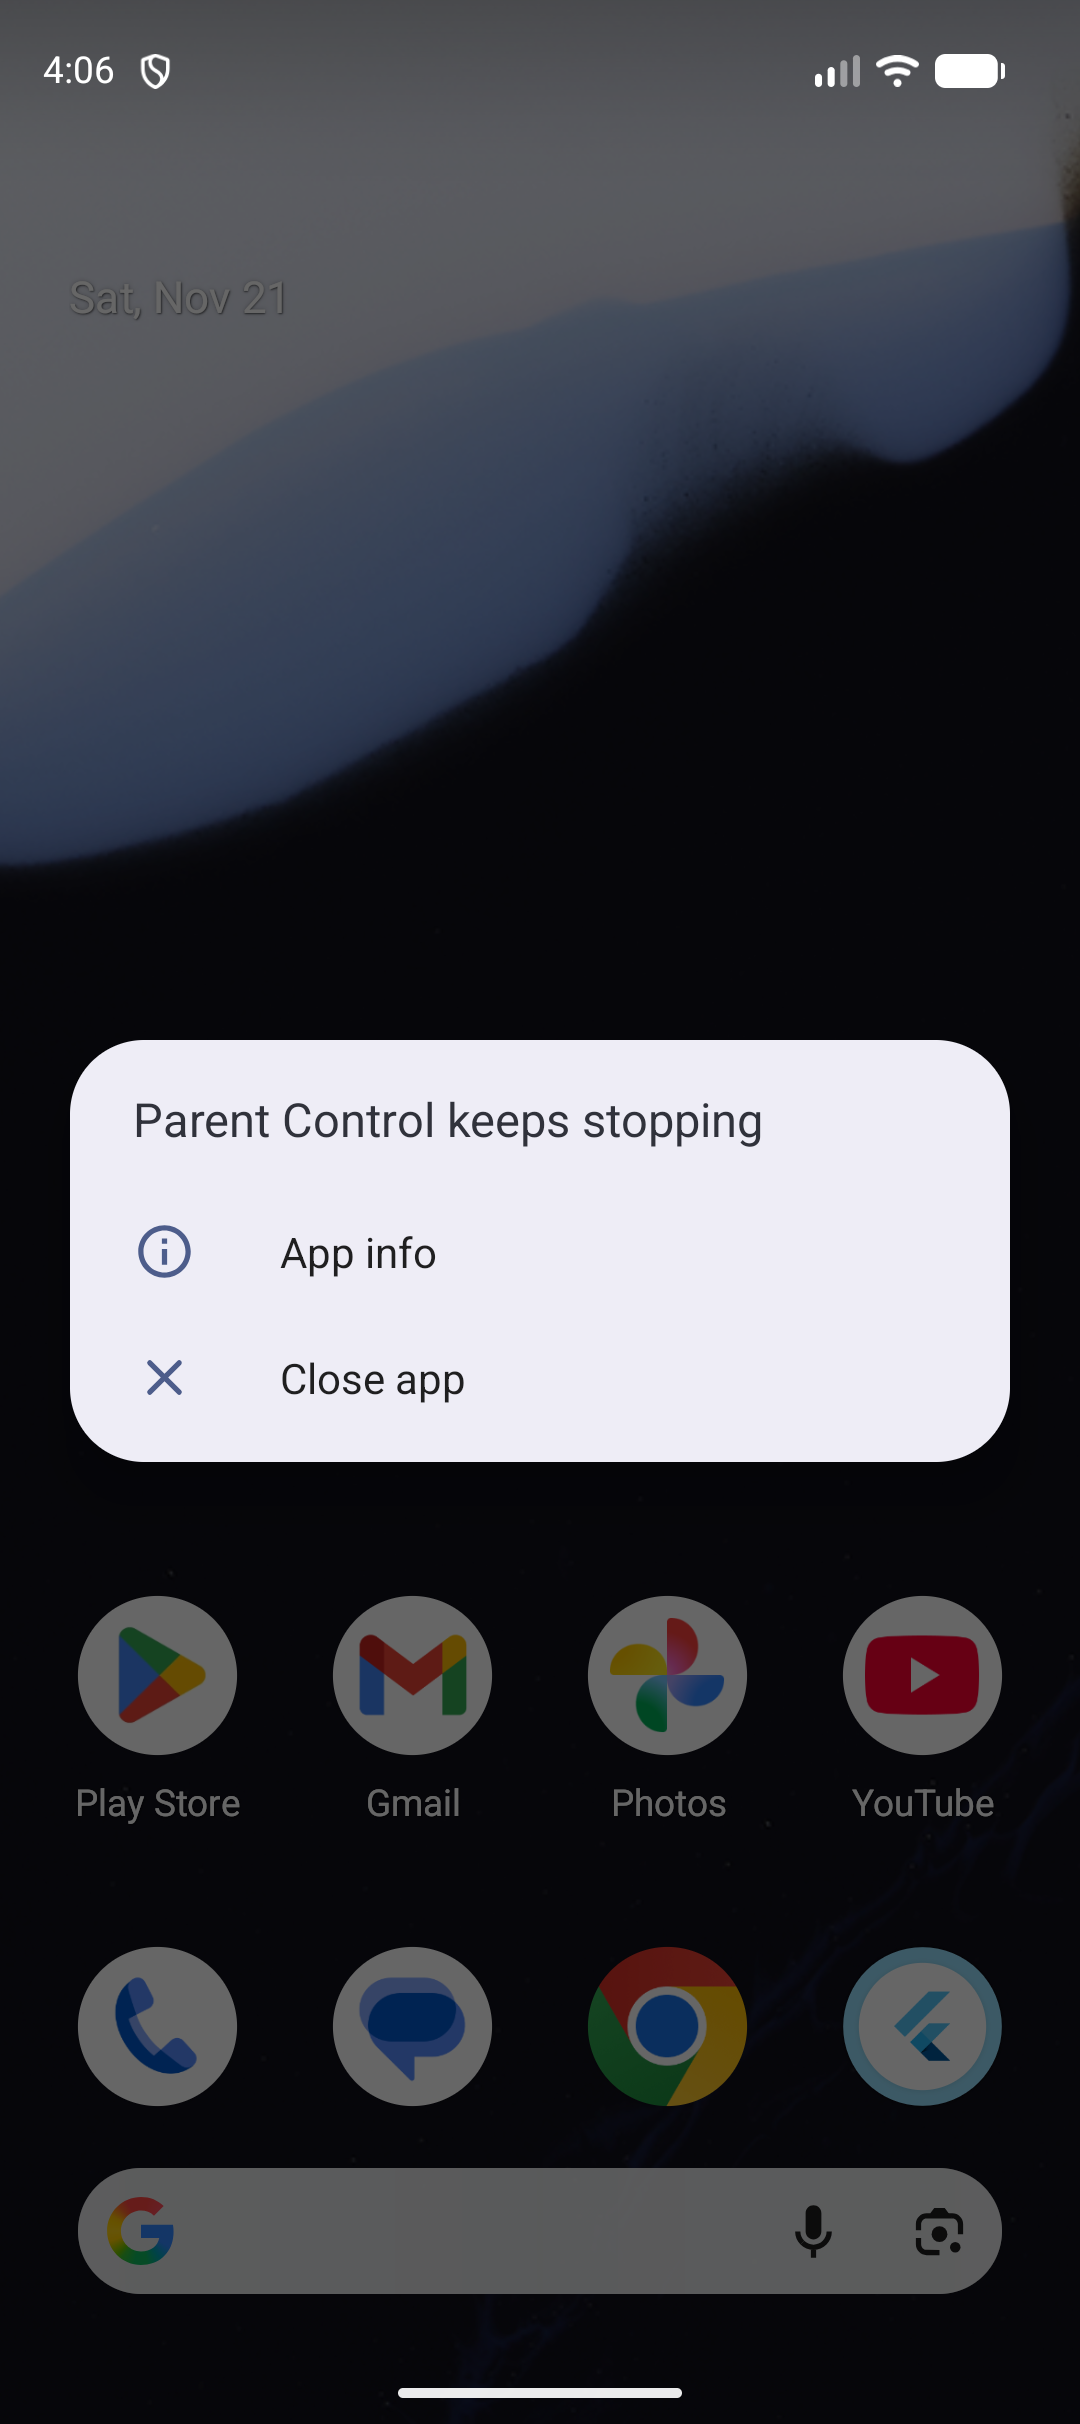 4:06
Sat, Nov 21
Parent Control keeps stopping
App info
Close app
Play Store
Gmail
Photos
YouTube